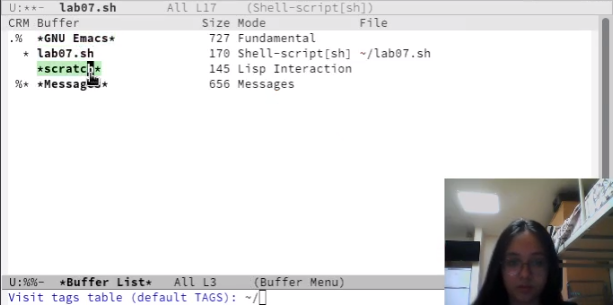 U:**-  lab07.sh      All L17    (Shell-script[sh])
CRM Buffer                Size Mode             File
.%  *GNU Emacs*            727 Fundamental
  * lab07.sh               170 Shell-script[sh] ~/lab07.sh
    *scratch*              145 Lisp Interaction
 %* *Messages*             656 Messages
U:%%-  *Buffer List*   All L3     (Buffer Menu)
Visit tags table (default TAGS): ~/